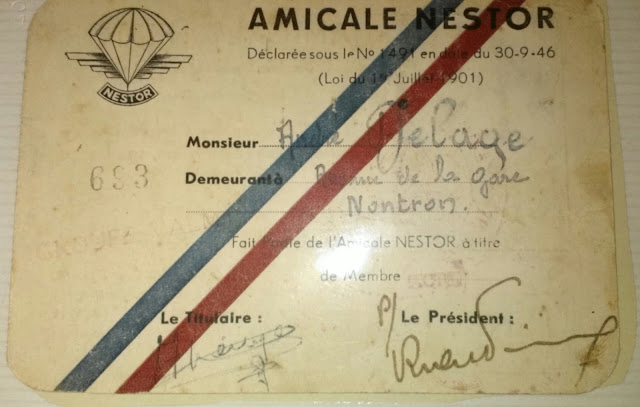 AMICALE NESTOR
Déclarée sous le No 1491 en date du 30-9-46
(Loi du 1er Juillet 1901)
NESTOR
Monsieur André Delage
693
Demeurant à Avenue de la gare
Nontron.
Fait Partie de l'Amicale NESTOR à titre
de Membre
Le Titulaire :
P/ Le Président :